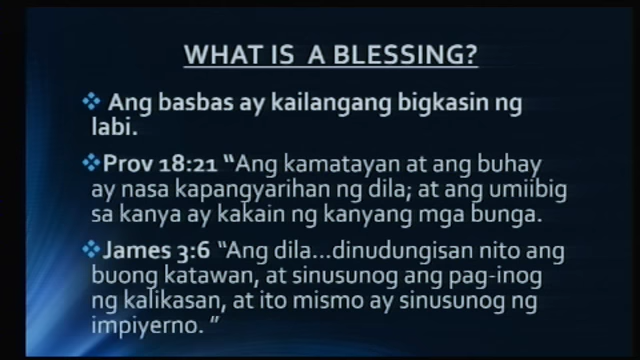 WHAT IS A BLESSING?
❖ Ang basbas ay kailangang bigkasin ng
labi.
❖Prov 18:21 “Ang kamatayan at ang buhay
ay nasa kapangyarihan ng dila; at ang umiibig
sa kanya ay kakain ng kanyang mga bunga.
❖James 3:6 “Ang dila...dinudungisan nito ang
buong katawan, at sinusunog ang pag-inog
ng kalikasan, at ito mismo ay sinusunog ng
impiyerno. ”